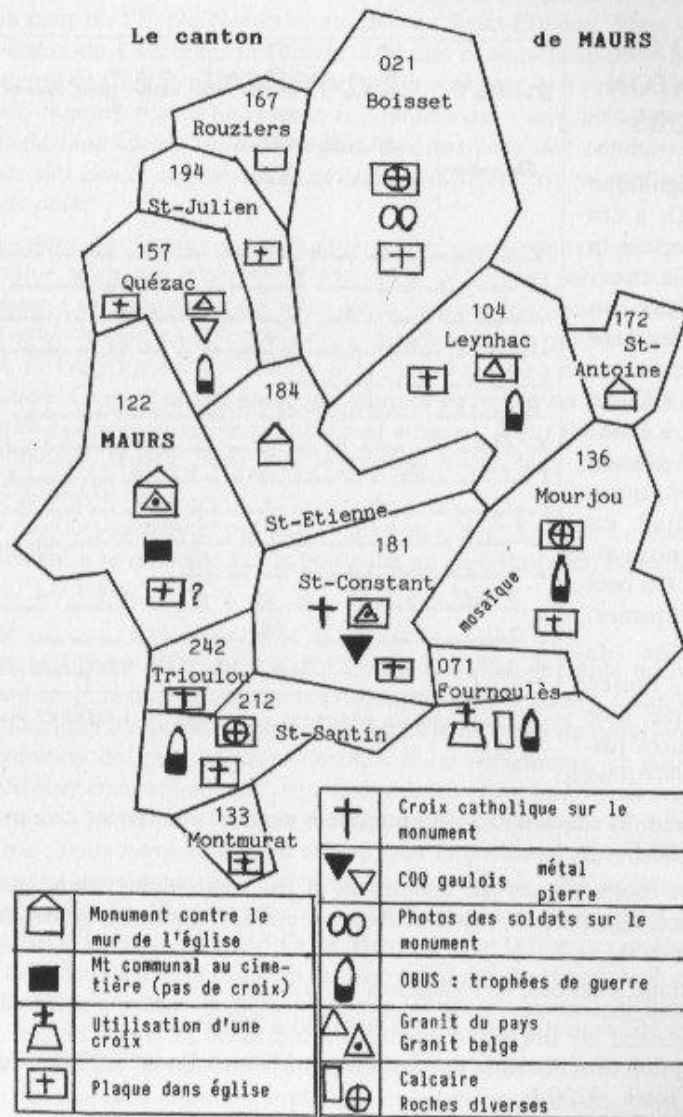 Le canton de MAURS
021
Boisset
167
Rouziers
194
St-Julien
157
Quézac
104
Leynhac
172
St-
Antoine
122
MAURS
184
St-Etienne
136
Mourjou
mosaïque
181
St-Constant
?
242
Trioulou
071
Fournoulès
212
St-Santin
133
Montmurat
Monument contre le
mur de l'église
Mt communal au cime-
tière (pas de croix)
Utilisation d'une
croix
Plaque dans église
Croix catholique sur le
monument
COQ gaulois métal
pierre
Photos des soldats sur le
monument
OBUS : trophées de guerre
Granit du pays
Granit belge
Calcaire
Roches diverses